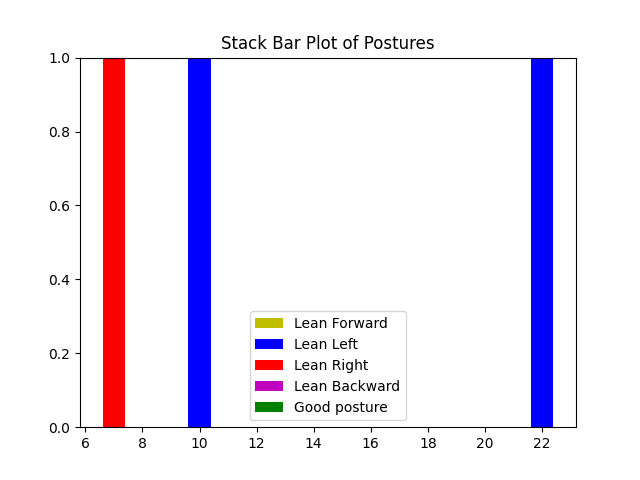 Stack Bar Plot of Postures
1.0
0.8
0.6
0.4
0.2
0.0
Lean Forward
Lean Left
Lean Right
Lean Backward
Good posture
6 8 10 12 14 16 18 20 22